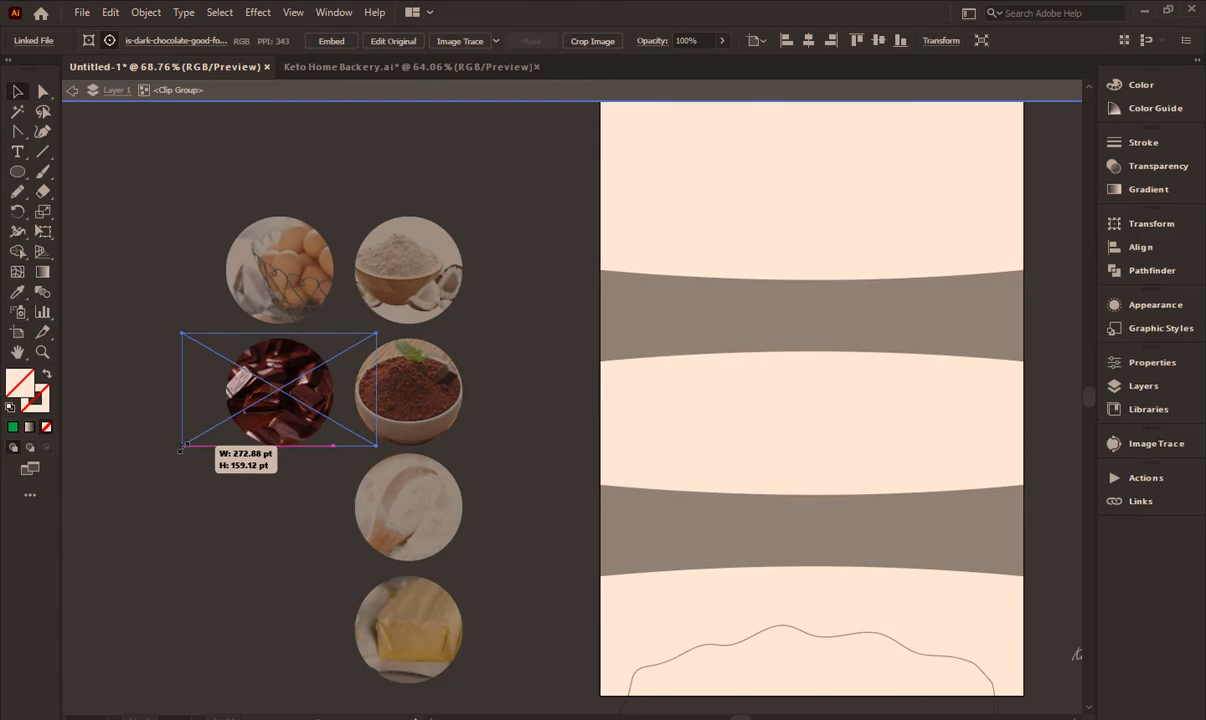 Ai File Edit Object Type Select Effect View Window Help Search Adobe Help
Linked File is-dark-chocolate-good-fo... RGB PPI: 343 Embed Edit Original Image Trace Mask Crop Image Opacity: 100% Transform
Untitled-1* @ 68.76% (RGB/Preview) × Keto Home Backery.ai* @ 64.06% (RGB/Preview) ×
Layer 1 <Clip Group>
Color
Color Guide
Stroke
Transparency
Gradient
Transform
Align
Pathfinder
Appearance
Graphic Styles
Properties
Layers
Libraries
Image Trace
Actions
Links
W: 272.88 pt
H: 159.12 pt